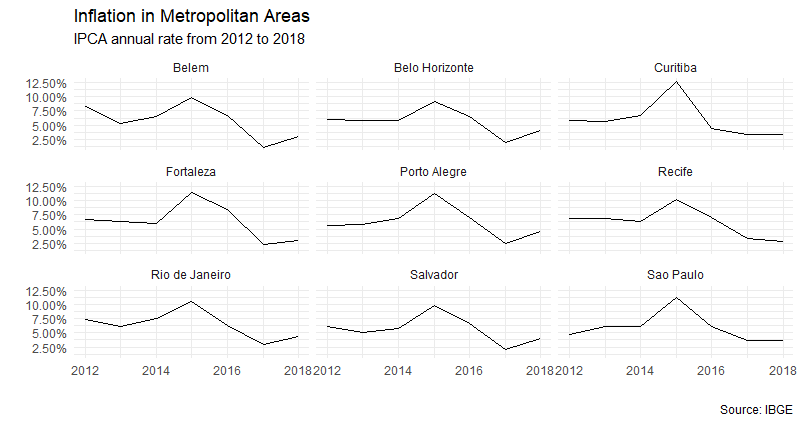 Inflation in Metropolitan Areas
IPCA annual rate from 2012 to 2018
Belem Belo Horizonte Curitiba
12.50%
10.00%
7.50%
5.00%
2.50%
Fortaleza Porto Alegre Recife
12.50%
10.00%
7.50%
5.00%
2.50%
Rio de Janeiro Salvador Sao Paulo
12.50%
10.00%
7.50%
5.00%
2.50%
2012 2014 2016 2018 2012 2014 2016 2018 2012 2014 2016 2018
Source: IBGE